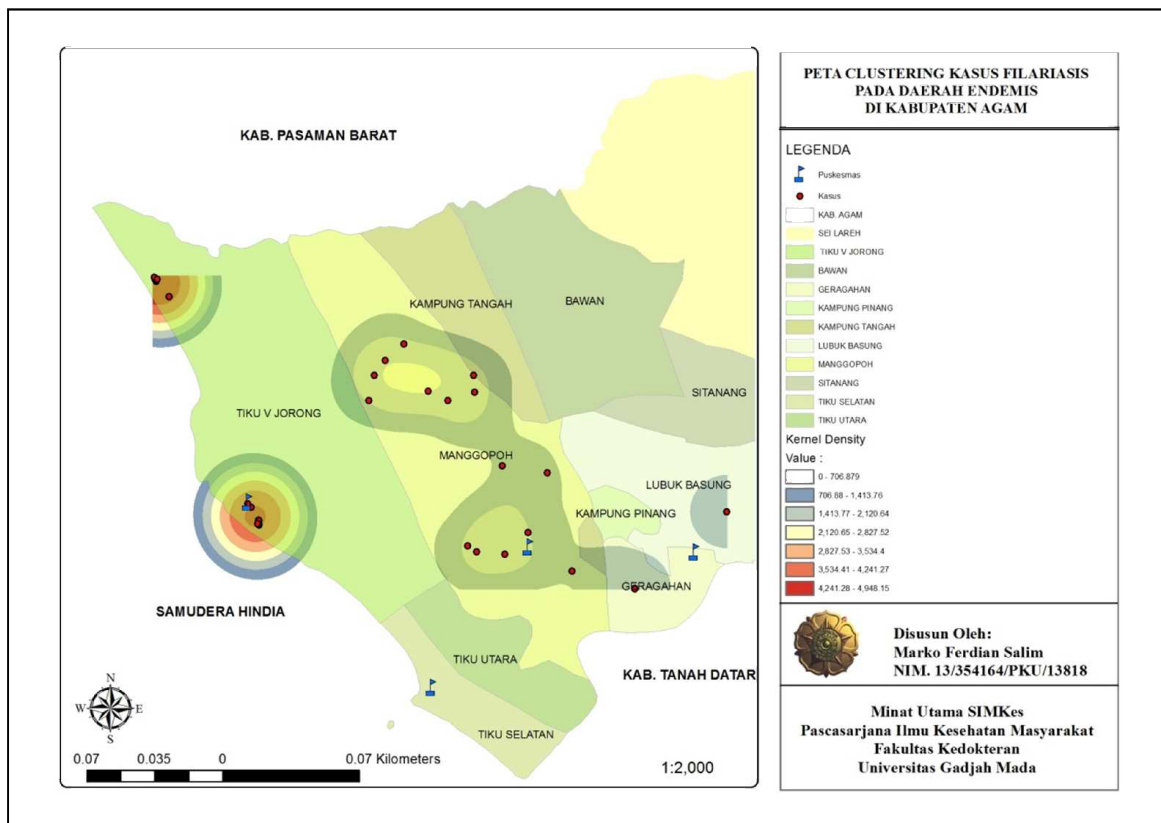 KAB. PASAMAN BARAT
KAMPUNG TANGAH
BAWAN
SITANANG
TIKU V JORONG
MANGGOPOH
LUBUK BASUNG
KAMPUNG PINANG
GERAGAHAN
SAMUDERA HINDIA
TIKU UTARA
KAB. TANAH DATAR
TIKU SELATAN
N
W
E
S
0.07 0.035 0 0.07 Kilometers
1:2,000
PETA CLUSTERING KASUS FILARIASIS
PADA DAERAH ENDEMIS
DI KABUPATEN AGAM
LEGENDA
Puskesmas
Kasus
KAB. AGAM
SEI LAREH
TIKU V JORONG
BAWAN
GERAGAHAN
KAMPUNG PINANG
KAMPUNG TANGAH
LUBUK BASUNG
MANGGOPOH
SITANANG
TIKU SELATAN
TIKU UTARA
Kernel Density
Value :
0 - 706.879
706.88 - 1,413.76
1,413.77 - 2,120.64
2,120.65 - 2,827.52
2,827.53 - 3,534.4
3,534.41 - 4,241.27
4,241.28 - 4,948.15
Disusun Oleh:
Marko Ferdian Salim
NIM. 13/354164/PKU/13818
Minat Utama SIMKes
Pascasarjana Ilmu Kesehatan Masyarakat
Fakultas Kedokteran
Universitas Gadjah Mada